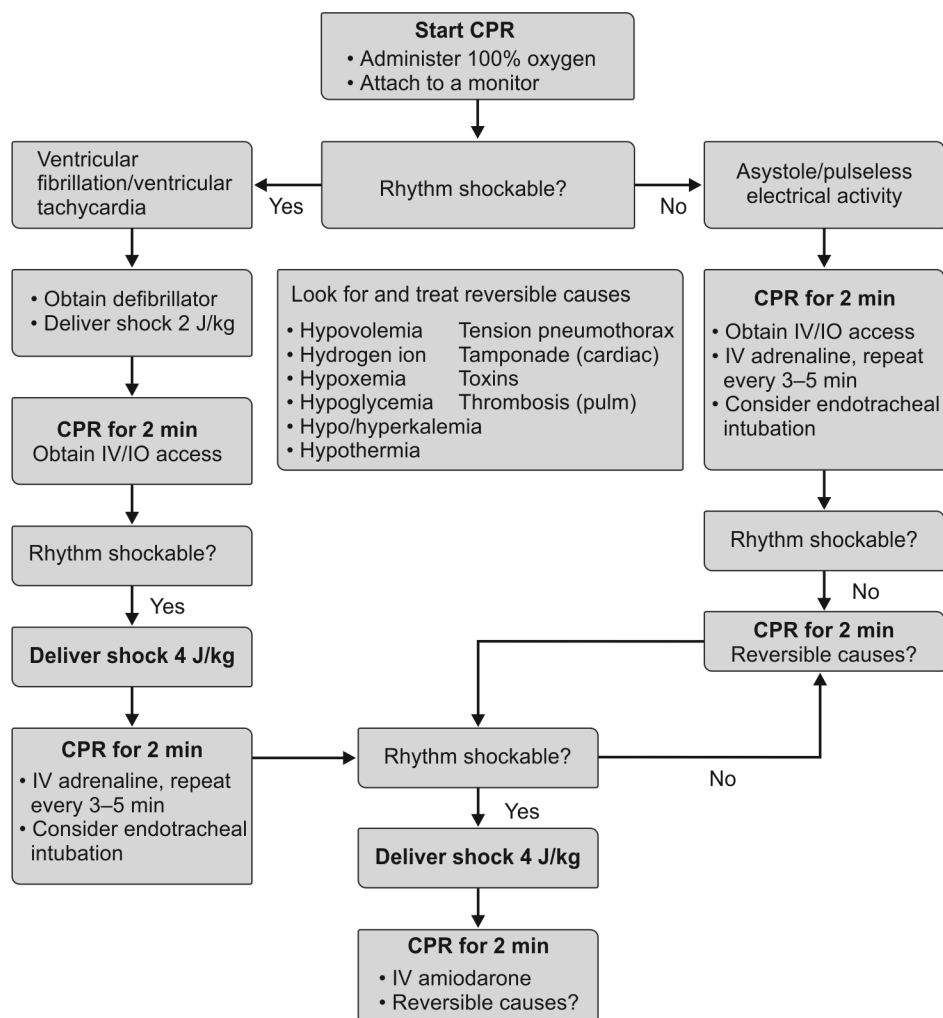 Start CPR
• Administer 100% oxygen
• Attach to a monitor
Ventricular
fibrillation/ventricular
tachycardia
Yes
Rhythm shockable?
No
Asystole/pulseless
electrical activity
• Obtain defibrillator
• Deliver shock 2 J/kg
Look for and treat reversible causes
• Hypovolemia Tension pneumothorax
• Hydrogen ion Tamponade (cardiac)
• Hypoxemia Toxins
• Hypoglycemia Thrombosis (pulm)
• Hypo/hyperkalemia
• Hypothermia
CPR for 2 min
• Obtain IV/IO access
• IV adrenaline, repeat
every 3–5 min
• Consider endotracheal
intubation
CPR for 2 min
Obtain IV/IO access
Rhythm shockable?
Yes
Rhythm shockable?
No
Deliver shock 4 J/kg
CPR for 2 min
Reversible causes?
CPR for 2 min
• IV adrenaline, repeat
every 3–5 min
• Consider endotracheal
intubation
Rhythm shockable?
No
Yes
Deliver shock 4 J/kg
CPR for 2 min
• IV amiodarone
• Reversible causes?